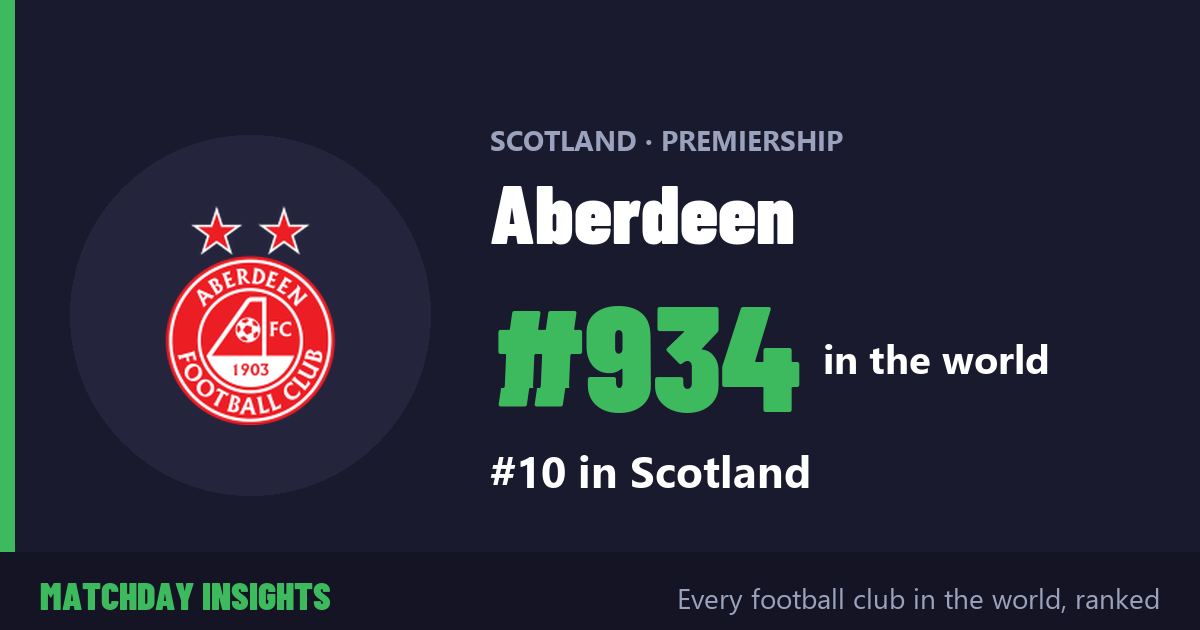 SCOTLAND · PREMIERSHIP
Aberdeen
ABERDEEN
FC
1903
FOOTBALL CLUB
#934 in the world
#10 in Scotland
MATCHDAY INSIGHTS
Every football club in the world, ranked